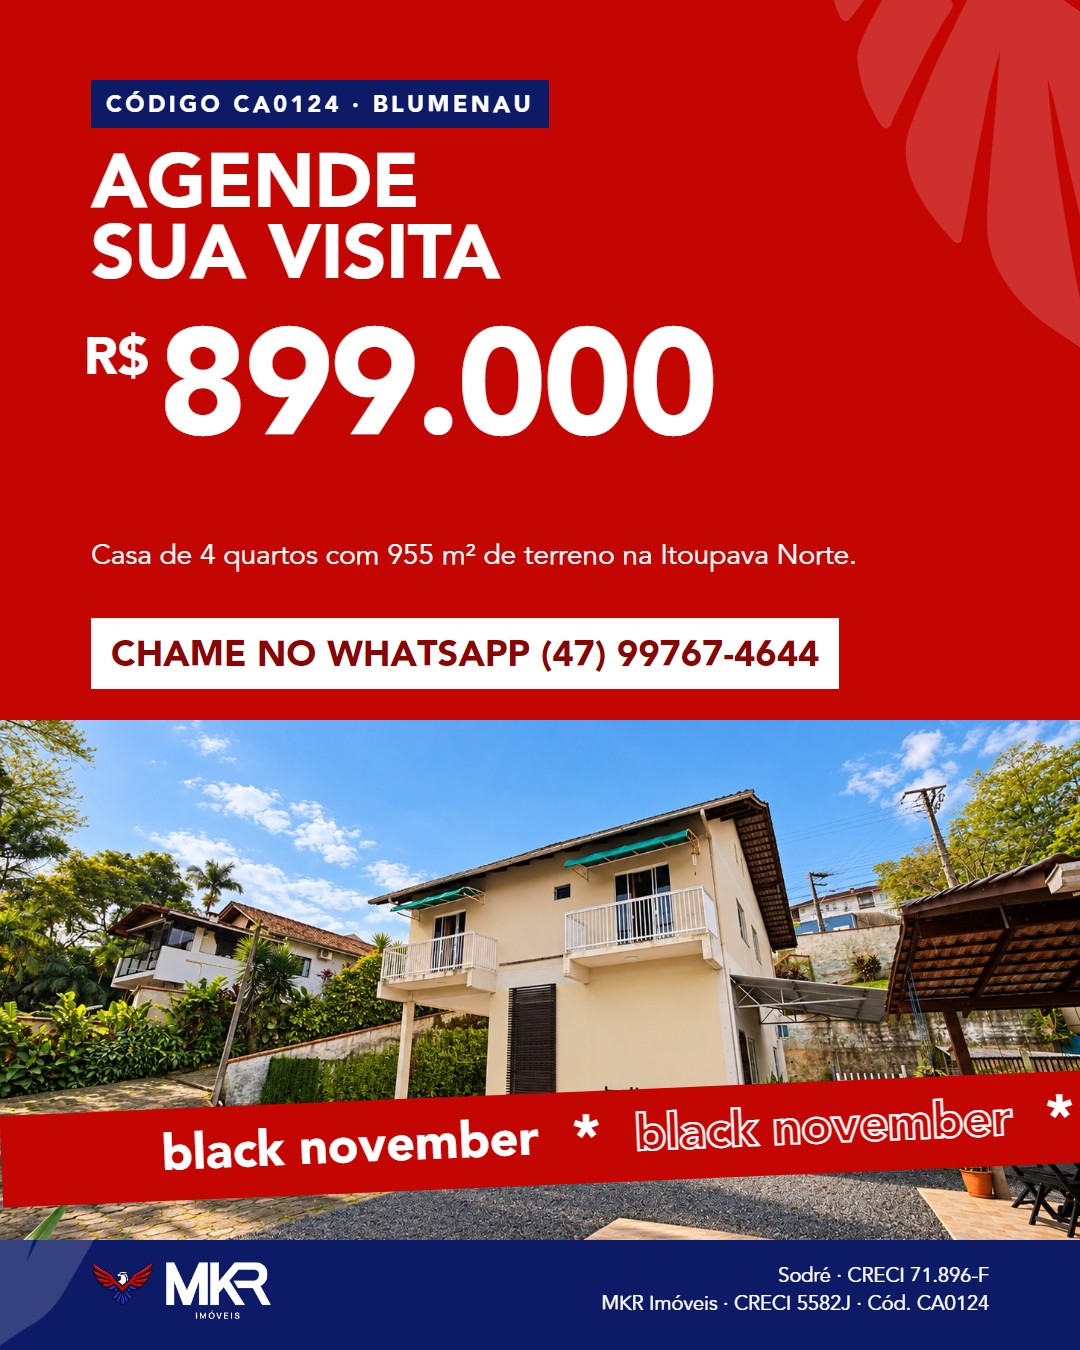 CÓDIGO CA0124 · BLUMENAU
AGENDE
SUA VISITA
R$ 899.000
Casa de 4 quartos com 955 m² de terreno na Itoupava Norte.
CHAME NO WHATSAPP (47) 99767-4644
black november * black november *
MKR
IMÓVEIS
Sodré · CRECI 71.896-F
MKR Imóveis · CRECI 5582J · Cód. CA0124